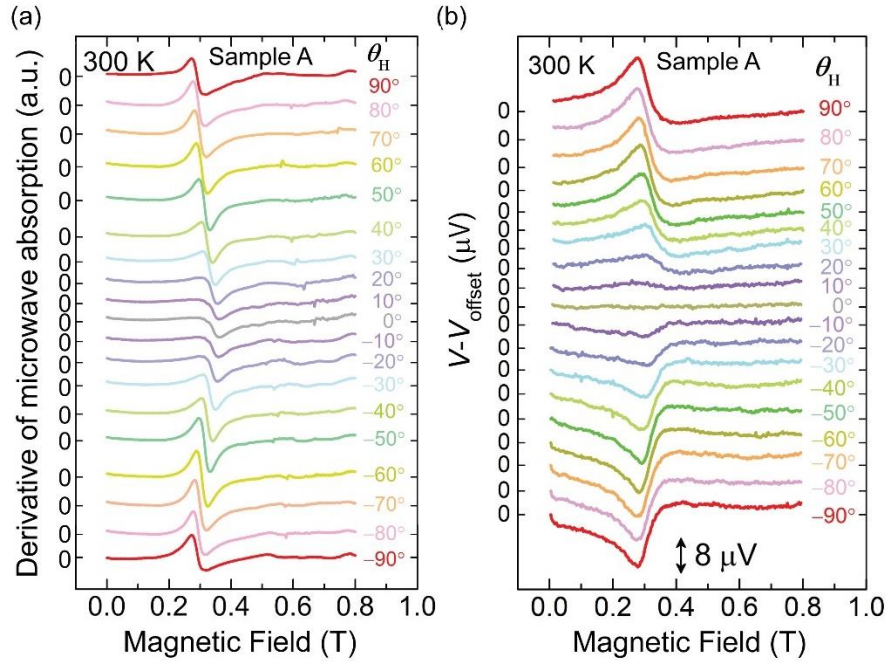 (a)
300 K
Sample A
θH
Derivative of microwave absorption (a.u.)
0 90°
0 80°
0 70°
0 60°
0 50°
0 40°
0 30°
0 20°
0 10°
0 0°
0 −10°
0 −20°
0 −30°
0 −40°
0 −50°
0 −60°
0 −70°
0 −80°
0 −90°
0.0 0.2 0.4 0.6 0.8 1.0
Magnetic Field (T)
(b)
300 K
Sample A
θH
V-Voffset (μV)
0 90°
0 80°
0 70°
0 60°
0 50°
0 40°
0 30°
0 20°
0 10°
0 0°
0 −10°
0 −20°
0 −30°
0 −40°
0 −50°
0 −60°
0 −70°
0 −80°
0 −90°
8 μV
0.0 0.2 0.4 0.6 0.8 1.0
Magnetic Field (T)